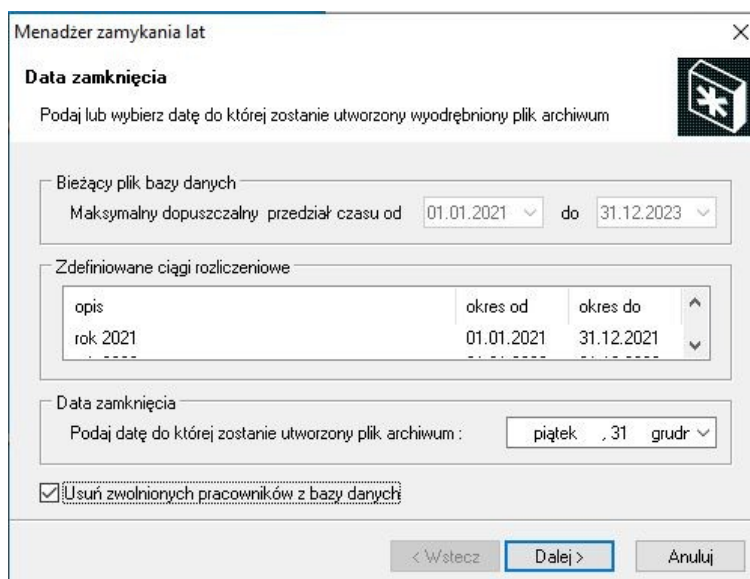 Menadżer zamykania lat
Data zamknięcia
Podaj lub wybierz datę do której zostanie utworzony wyodrębniony plik archiwum
Bieżący plik bazy danych
Maksymalny dopuszczalny przedział czasu od 01.01.2021 do 31.12.2023
Zdefiniowane ciągi rozliczeniowe
opis okres od okres do
rok 2021 01.01.2021 31.12.2021
Data zamknięcia
Podaj datę do której zostanie utworzony plik archiwum : piątek , 31 grudr
Usuń zwolnionych pracowników z bazy danych
< Wstecz Dalej > Anuluj